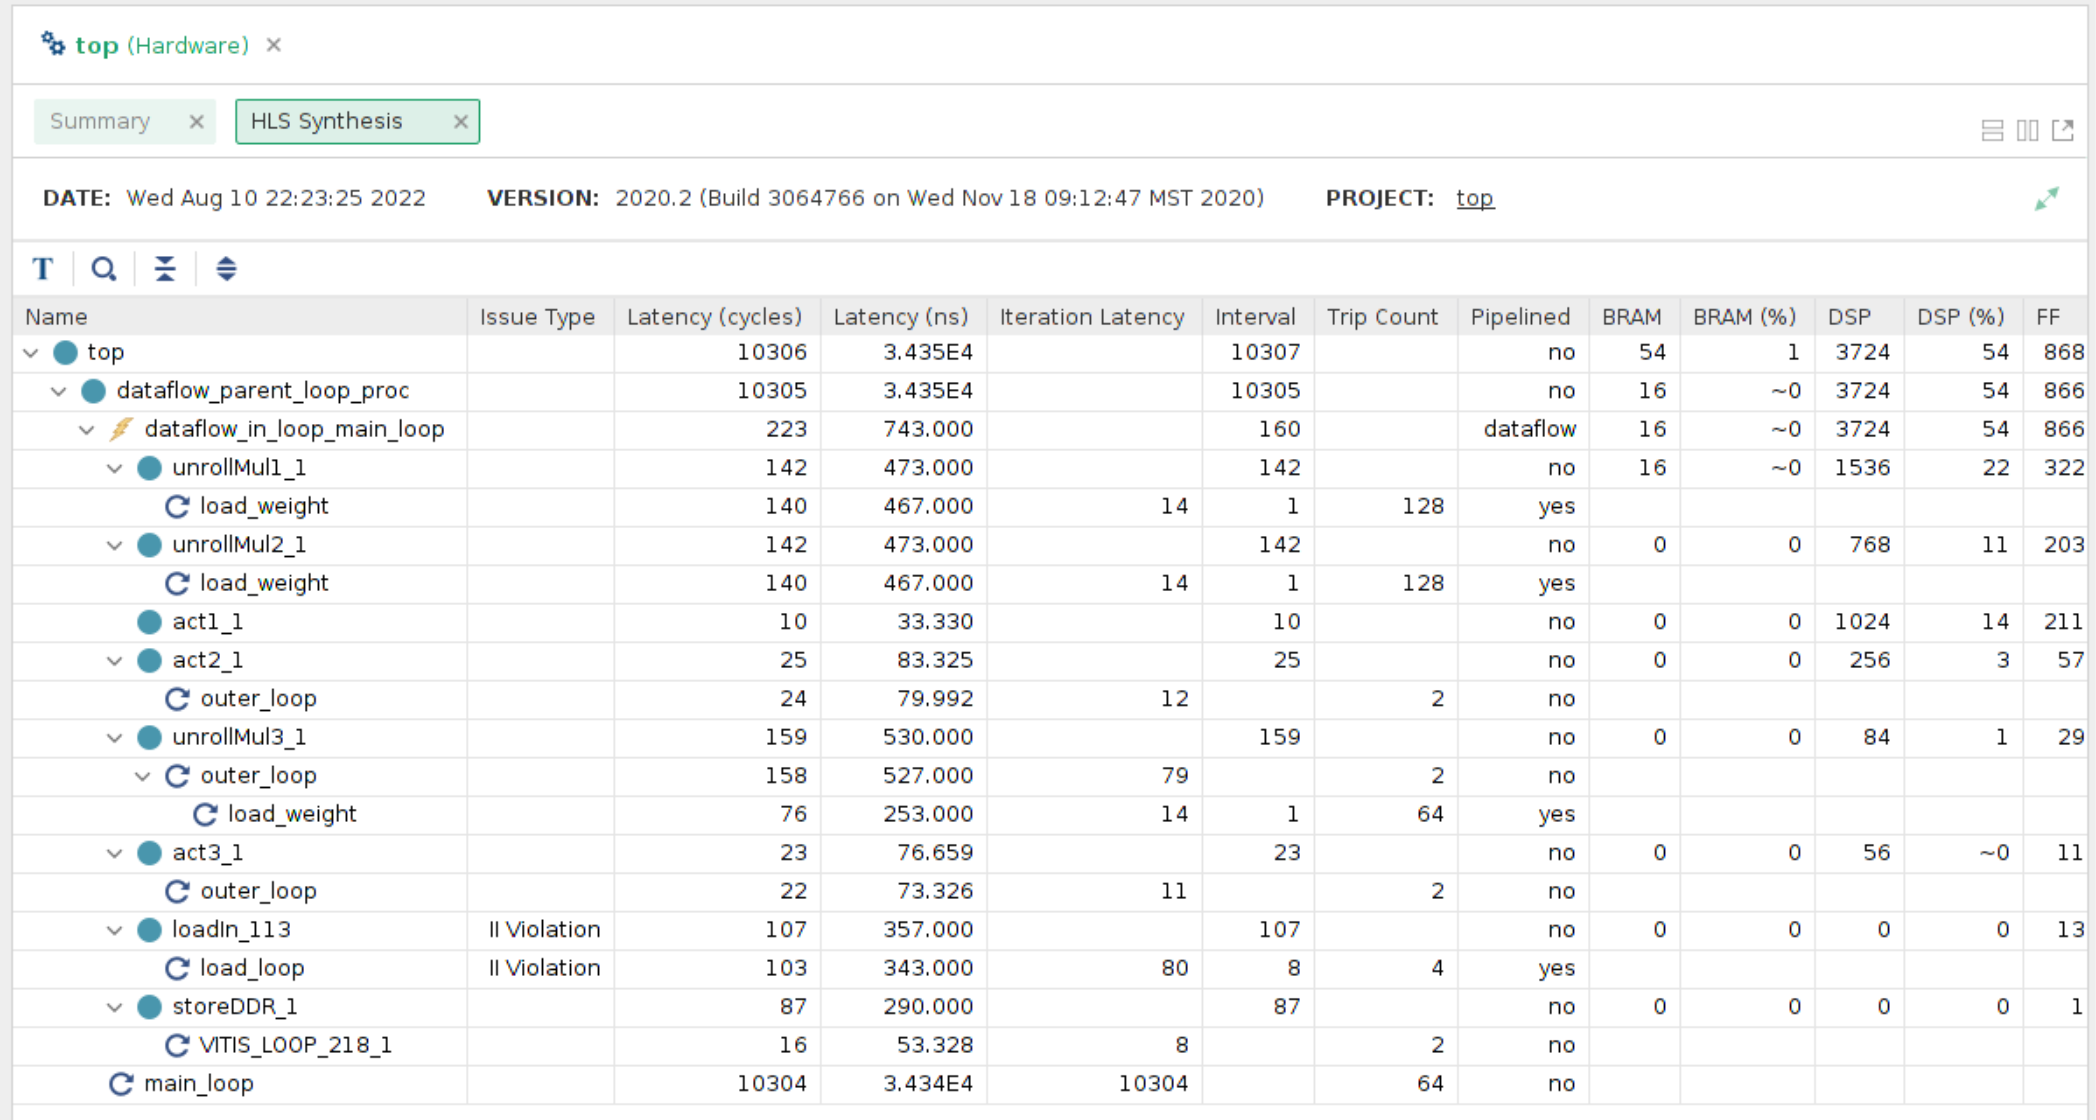 top (Hardware) ×
Summary × HLS Synthesis ×
DATE: Wed Aug 10 22:23:25 2022 VERSION: 2020.2 (Build 3064766 on Wed Nov 18 09:12:47 MST 2020) PROJECT: top
T
Name Issue Type Latency (cycles) Latency (ns) Iteration Latency Interval Trip Count Pipelined BRAM BRAM (%) DSP DSP (%) FF
top 10306 3.435E4 10307 no 54 1 3724 54 868
dataflow_parent_loop_proc 10305 3.435E4 10305 no 16 ~0 3724 54 866
dataflow_in_loop_main_loop 223 743.000 160 dataflow 16 ~0 3724 54 866
unrollMul1_1 142 473.000 142 no 16 ~0 1536 22 322
load_weight 140 467.000 14 1 128 yes
unrollMul2_1 142 473.000 142 no 0 0 768 11 203
load_weight 140 467.000 14 1 128 yes
act1_1 10 33.330 10 no 0 0 1024 14 211
act2_1 25 83.325 25 no 0 0 256 3 57
outer_loop 24 79.992 12 2 no
unrollMul3_1 159 530.000 159 no 0 0 84 1 29
outer_loop 158 527.000 79 2 no
load_weight 76 253.000 14 1 64 yes
act3_1 23 76.659 23 no 0 0 56 ~0 11
outer_loop 22 73.326 11 2 no
loadIn_113 II Violation 107 357.000 107 no 0 0 0 0 13
load_loop II Violation 103 343.000 80 8 4 yes
storeDDR_1 87 290.000 87 no 0 0 0 0 1
VITIS_LOOP_218_1 16 53.328 8 2 no
main_loop 10304 3.434E4 10304 64 no